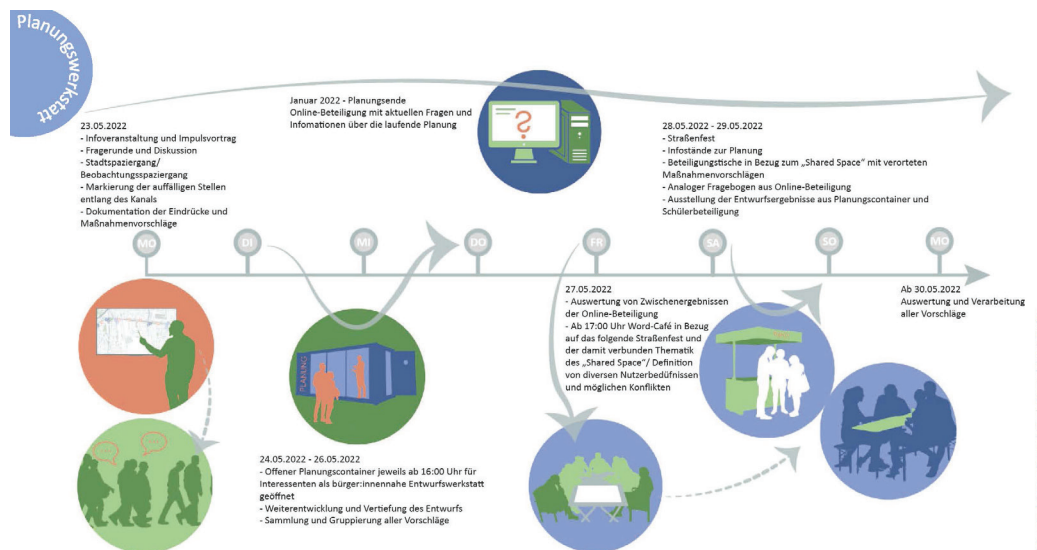 Planungswerkstatt
Januar 2022 - Planungsende
Online-Beteiligung mit aktuellen Fragen und
Infomationen über die laufende Planung
23.05.2022
- Infoveranstaltung und Impulsvortrag
- Fragerunde und Diskussion
- Stadtspaziergang/
Beobachtungsspaziergang
- Markierung der auffälligen Stellen
entlang des Kanals
- Dokumentation der Eindrücke und
Maßnahmenvorschläge
28.05.2022 - 29.05.2022
- Straßenfest
- Infostände zur Planung
- Beteiligungstische in Bezug zum „Shared Space“ mit verorteten
Maßnahmenvorschlägen
- Analoger Fragebogen aus Online-Beteiligung
- Ausstellung der Entwurfsergebnisse aus Planungscontainer und
Schülerbeteiligung
MO
DI
MI
DO
FR
SA
SO
MO
PLANUNG
27.05.2022
- Auswertung von Zwischenergebnissen
der Online-Beteiligung
- Ab 17:00 Uhr Word-Café in Bezug
auf das folgende Straßenfest und
der damit verbunden Thematik
des „Shared Space“/ Definition
von diversen Nutzerbedüfnissen
und möglichen Konflikten
Ab 30.05.2022
Auswertung und Verarbeitung
aller Vorschläge
24.05.2022 - 26.05.2022
- Offener Planungscontainer jeweils ab 16:00 Uhr für
Interessenten als bürger:innennahe Entwurfswerkstatt
geöffnet
- Weiterentwicklung und Vertiefung des Entwurfs
- Sammlung und Gruppierung aller Vorschläge